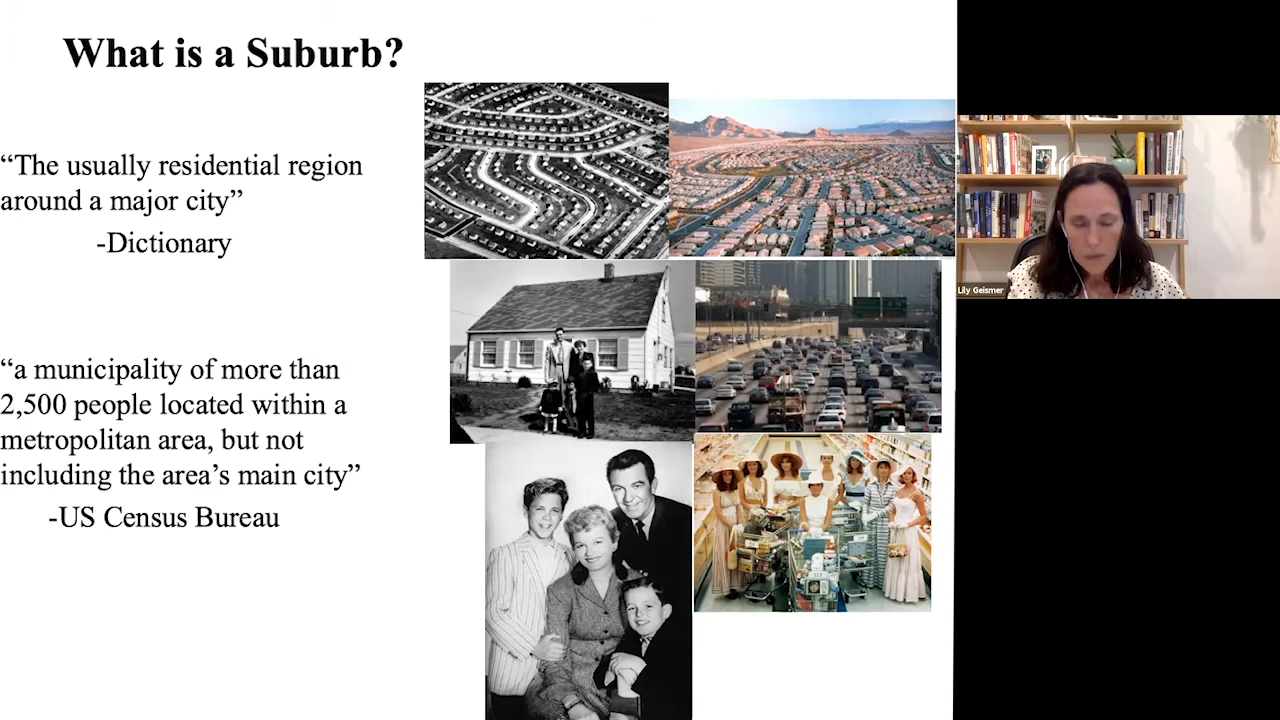 What is a Suburb?
“The usually residential region
around a major city”
-Dictionary
“a municipality of more than
2,500 people located within a
metropolitan area, but not
including the area’s main city”
-US Census Bureau
Lily Geismer